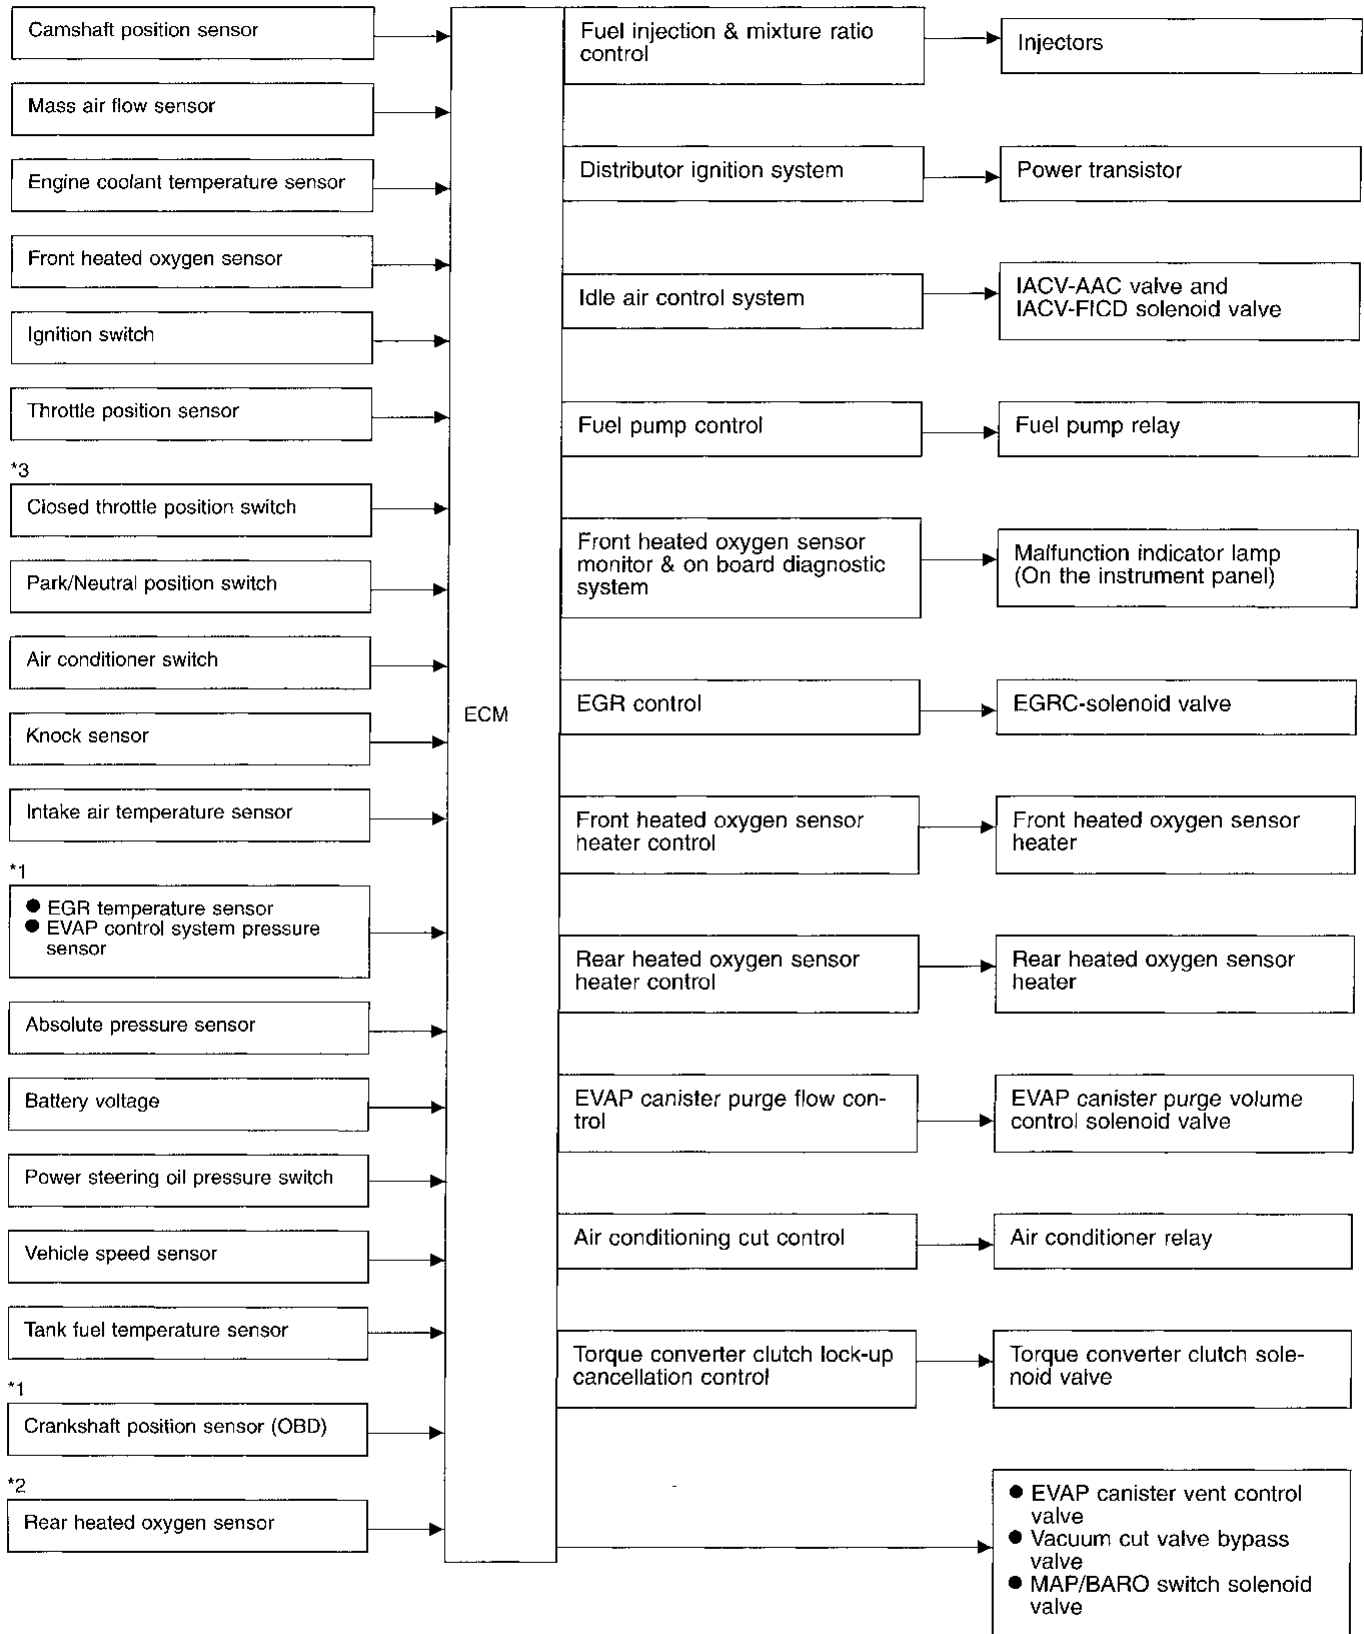 Camshaft position sensor
Mass air flow sensor
Engine coolant temperature sensor
Front heated oxygen sensor
Ignition switch
Throttle position sensor
*3
Closed throttle position switch
Park/Neutral position switch
Air conditioner switch
Knock sensor
Intake air temperature sensor
*1
● EGR temperature sensor
● EVAP control system pressure
sensor
Absolute pressure sensor
Battery voltage
Power steering oil pressure switch
Vehicle speed sensor
Tank fuel temperature sensor
*1
Crankshaft position sensor (OBD)
*2
Rear heated oxygen sensor
ECM
Fuel injection & mixture ratio
control
Injectors
Distributor ignition system
Power transistor
Idle air control system
IACV-AAC valve and
IACV-FICD solenoid valve
Fuel pump control
Fuel pump relay
Front heated oxygen sensor
monitor & on board diagnostic
system
Malfunction indicator lamp
(On the instrument panel)
EGR control
EGRC-solenoid valve
Front heated oxygen sensor
heater control
Front heated oxygen sensor
heater
Rear heated oxygen sensor
heater control
Rear heated oxygen sensor
heater
EVAP canister purge flow con-
trol
EVAP canister purge volume
control solenoid valve
Air conditioning cut control
Air conditioner relay
Torque converter clutch lock-up
cancellation control
Torque converter clutch sole-
noid valve
● EVAP canister vent control
valve
● Vacuum cut valve bypass
valve
● MAP/BARO switch solenoid
valve